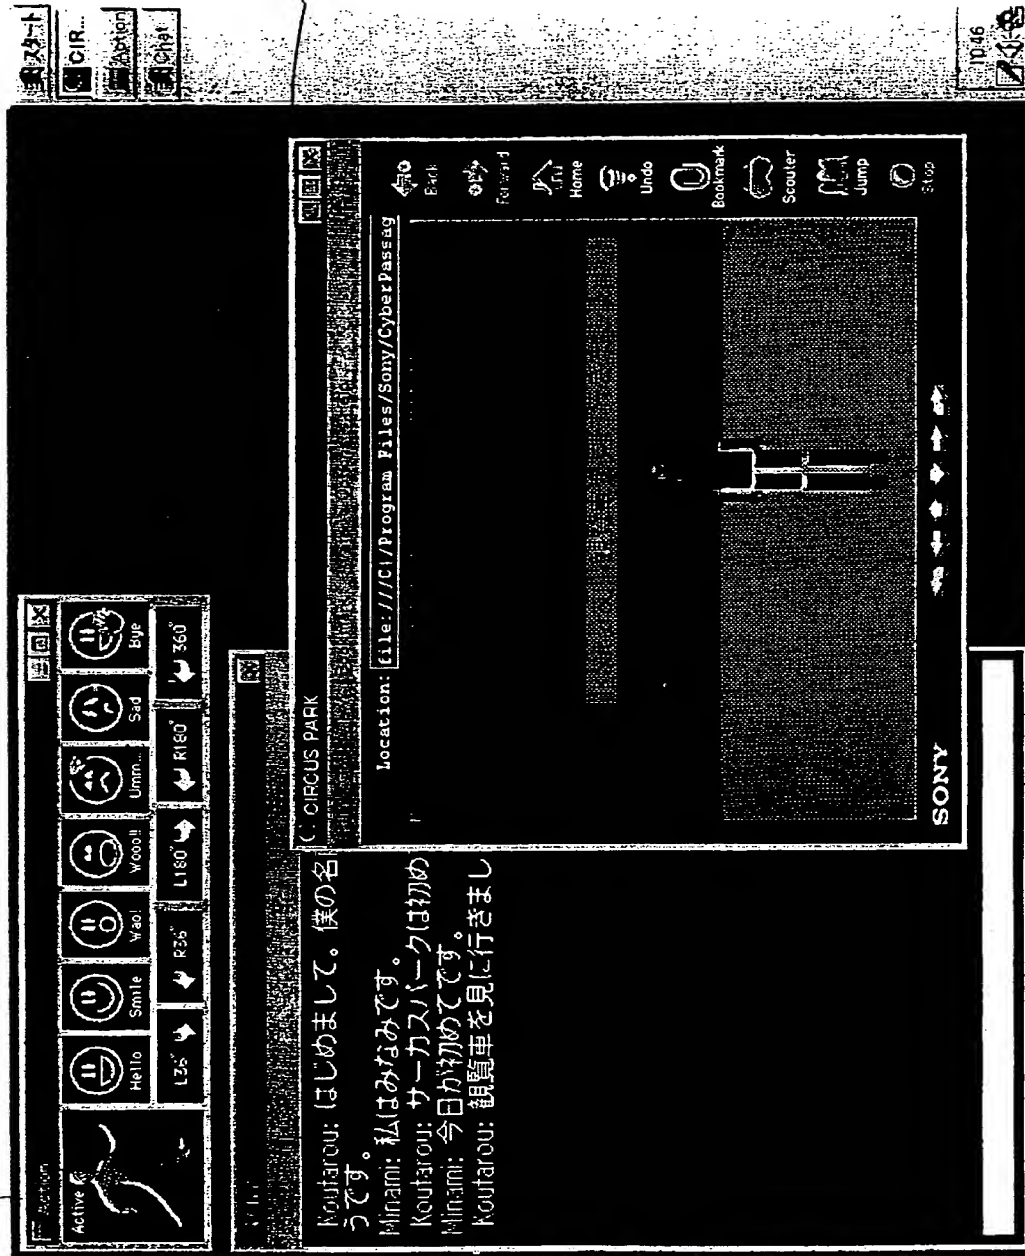 Action
Active
Hello
Smile
Wao!
Wooo!!
Umm...
Sad
Bye
L36°
R36°
L180°
R180°
360°
Koutarou: はじめまして。僕の名
うです。
Minami: 私はみなみです。
Koutarou: サーカスパークは初め
Minami: 今日が初めてです。
Koutarou: 観覧車を見に行きまし
CIRCUS PARK
Location: file:///C|/Program Files/Sony/CyberPassag
Back
Forward
Home
Undo
Bookmark
Scouter
Jump
Stop
SONY
スタート
CIR...
Action
Chat
10:46